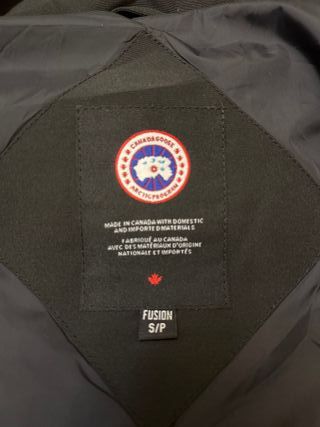 CANADA GOOSE
ARCTIC PROGRAM
MADE IN CANADA WITH DOMESTIC
AND IMPORTED MATERIALS
FABRIQUÉ AU CANADA
AVEC DES MATÉRIAUX D'ORIGINE
NATIONALE ET IMPORTÉS
FUSION
S/P